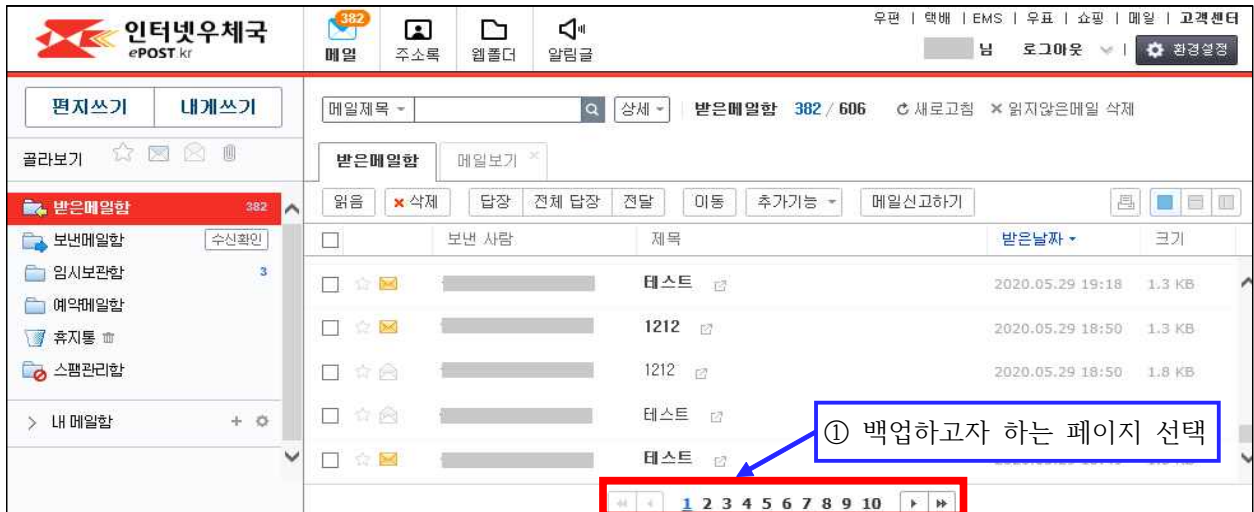 인터넷우체국
ePOST.kr
382
메일
주소록
웹폴더
알림글
우편 | 택배 | EMS | 우표 | 쇼핑 | 메일 | 고객센터
님 로그아웃 | 환경설정
편지쓰기 내게쓰기
골라보기
받은메일함 382
보낸메일함 수신확인
임시보관함 3
예약메일함
휴지통
스팸관리함
> 내 메일함 +
메일제목 상세 받은메일함 382 / 606 새로고침 × 읽지않은메일 삭제
받은메일함 메일보기 ×
읽음 × 삭제 답장 전체 답장 전달 이동 추가기능 메일신고하기
보낸 사람 제목 받은날짜 크기
테스트 2020.05.29 19:18 1.3 KB
1212 2020.05.29 18:50 1.3 KB
1212 2020.05.29 18:50 1.8 KB
테스트
① 백업하고자 하는 페이지 선택
테스트
1 2 3 4 5 6 7 8 9 10